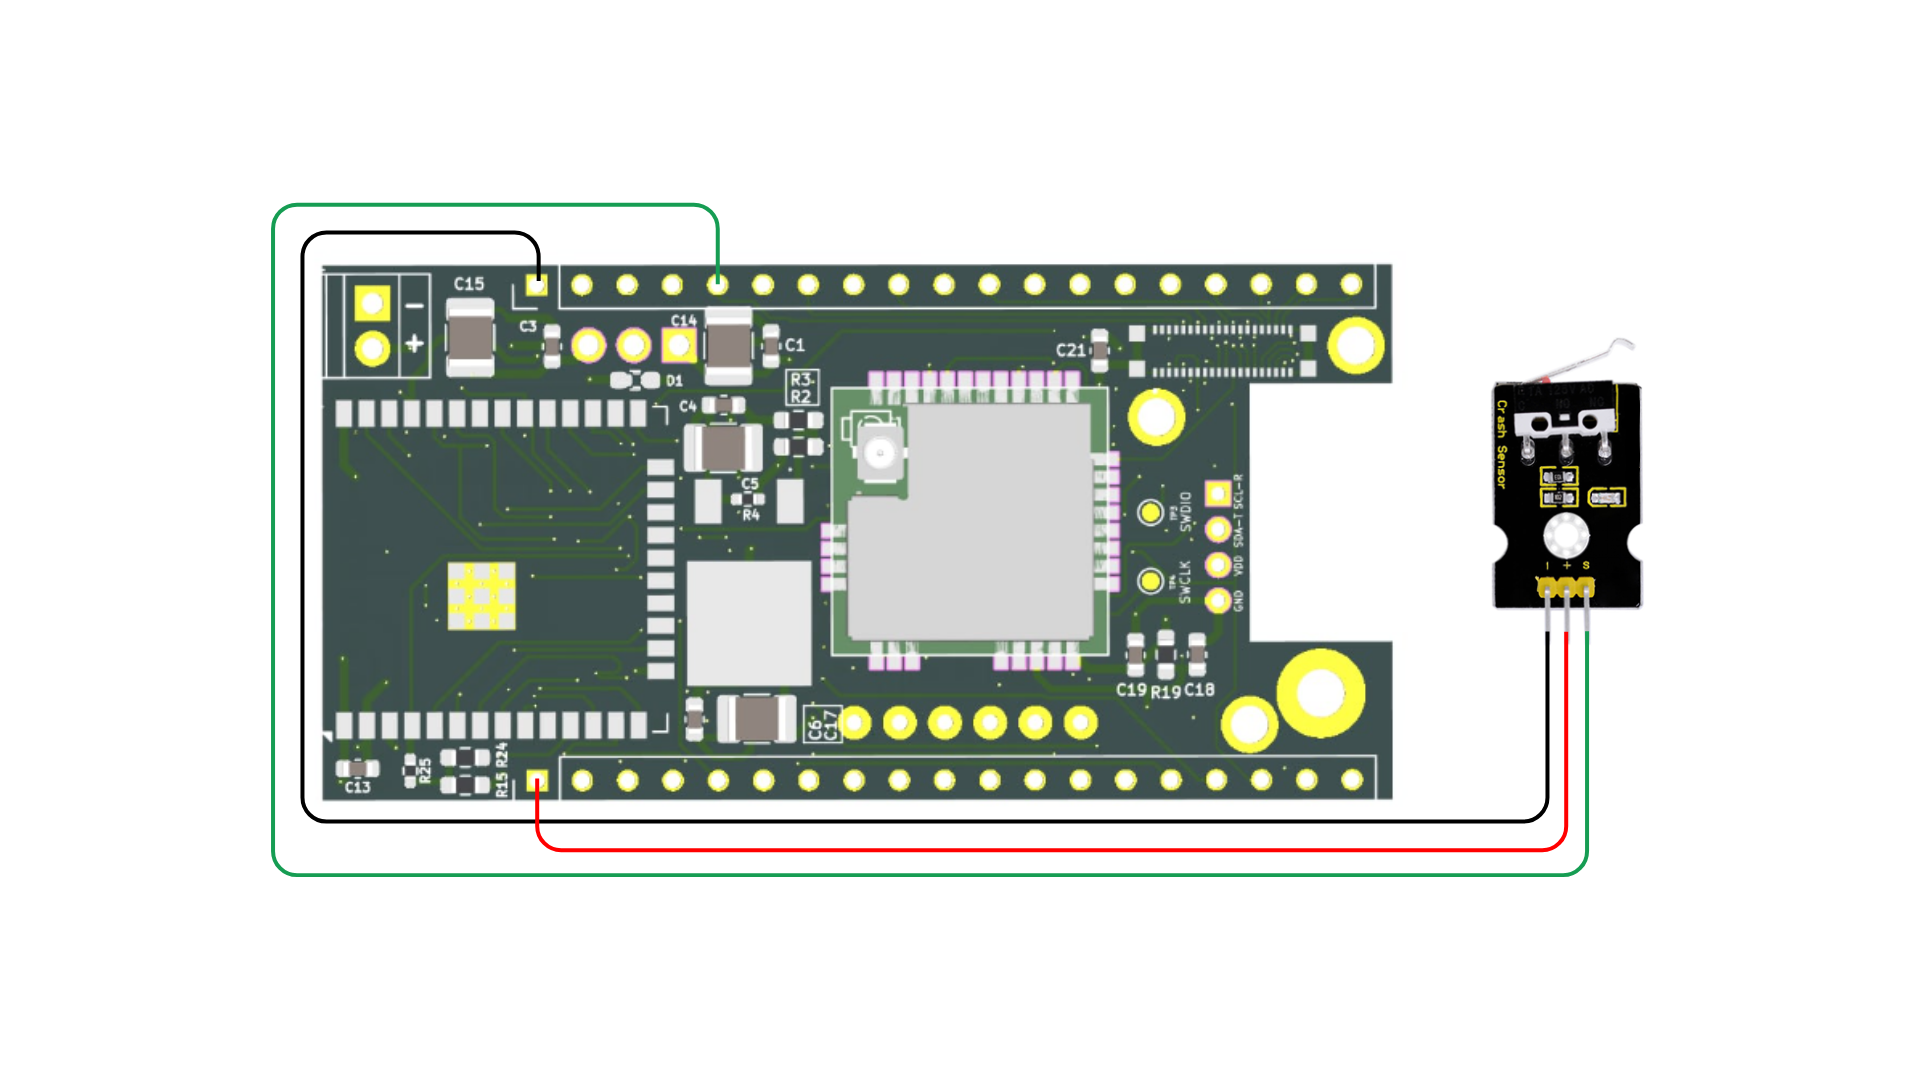 C15
C3
C14
C1
C21
−
+
D1
R3
R2
C4
C5
R4
TP3
SWDIO
SCL-R
SDA-T
VDD
GND
TP4
SWCLK
C19
R19
C18
C6
C17
R24
R25
R15
C13
Crash Sensor
+
S